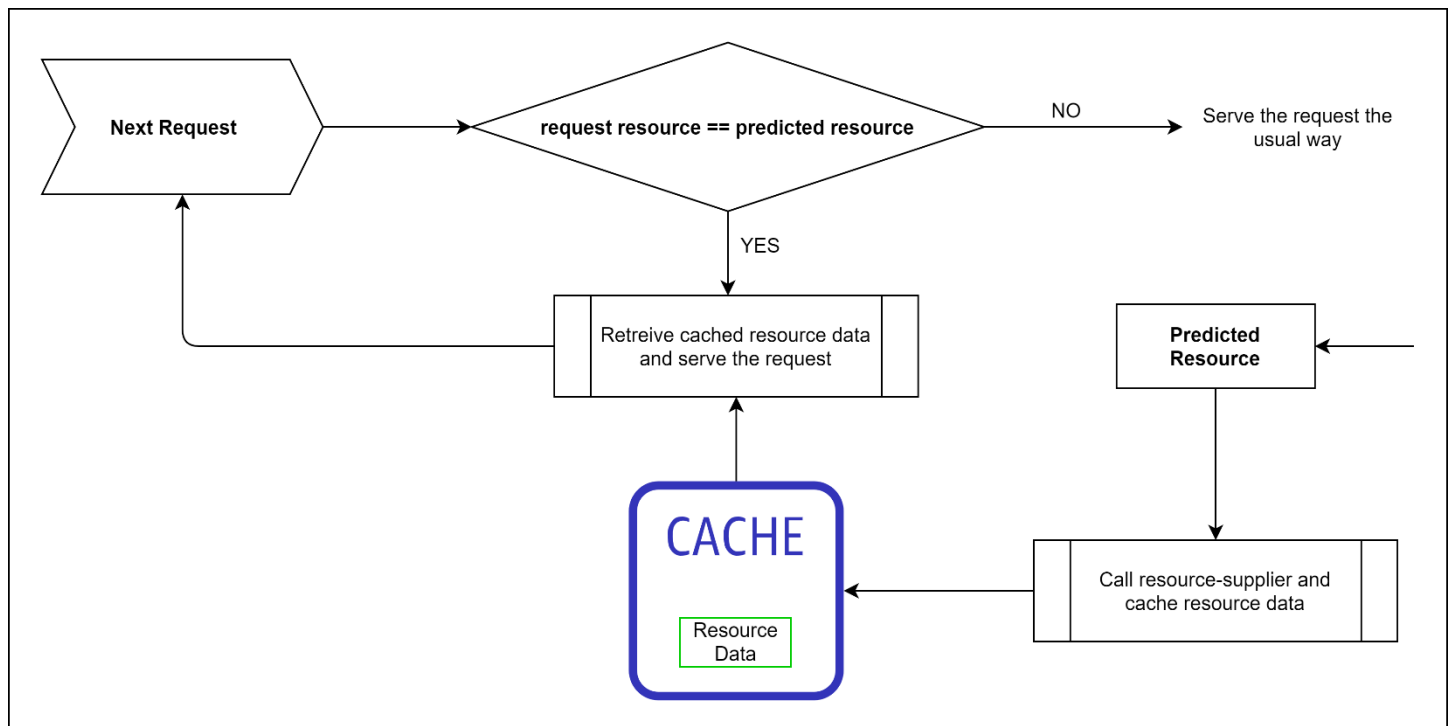 Next Request
request resource == predicted resource
NO
Serve the request the
usual way
YES
Retreive cached resource data
and serve the request
Predicted
Resource
CACHE
Resource
Data
Call resource-supplier and
cache resource data